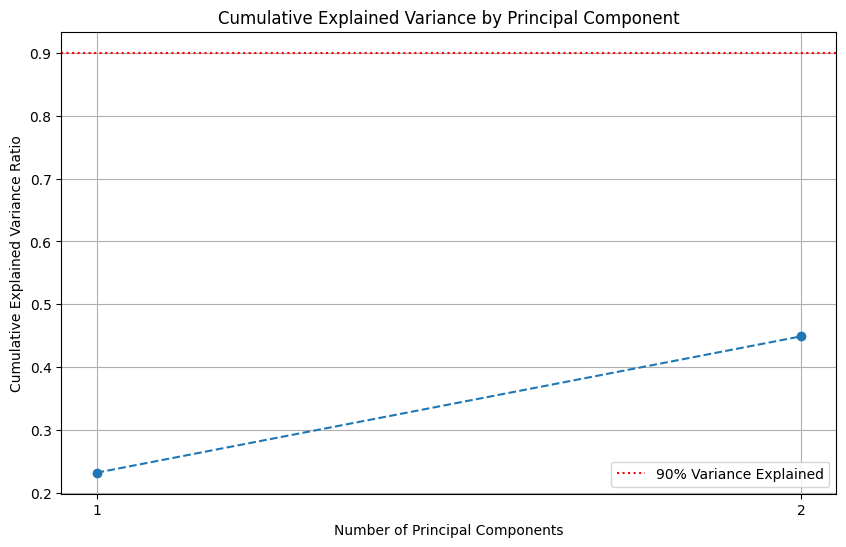 Cumulative Explained Variance by Principal Component
Cumulative Explained Variance Ratio
0.9
0.8
0.7
0.6
0.5
0.4
0.3
0.2
90% Variance Explained
1 2
Number of Principal Components